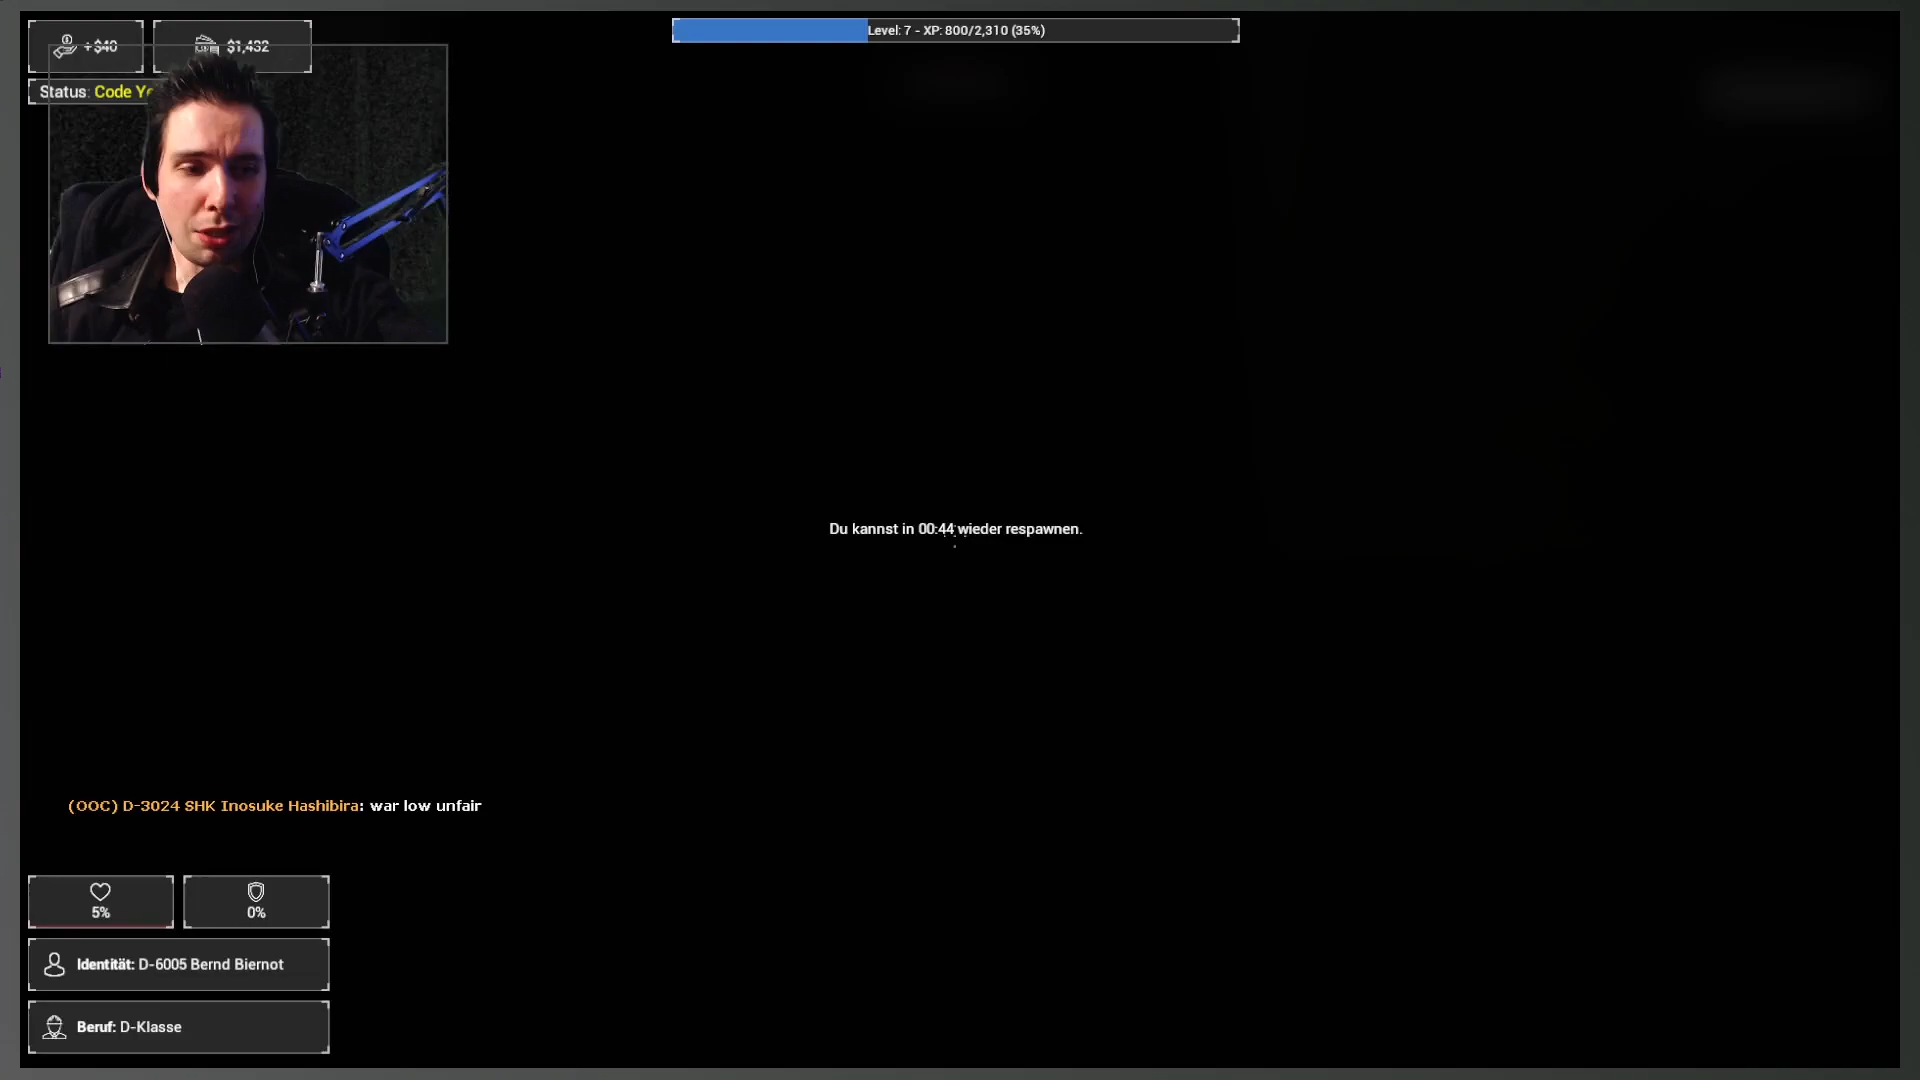 +$40
$1,432
Level: 7 - XP: 800/2,310 (35%)
Status: Code
Du kannst in 00:44 wieder respawnen.
(OOC) D-3024 SHK Inosuke Hashibira: war low unfair
5%
0%
Identität: D-6005 Bernd Biernot
Beruf: D-Klasse